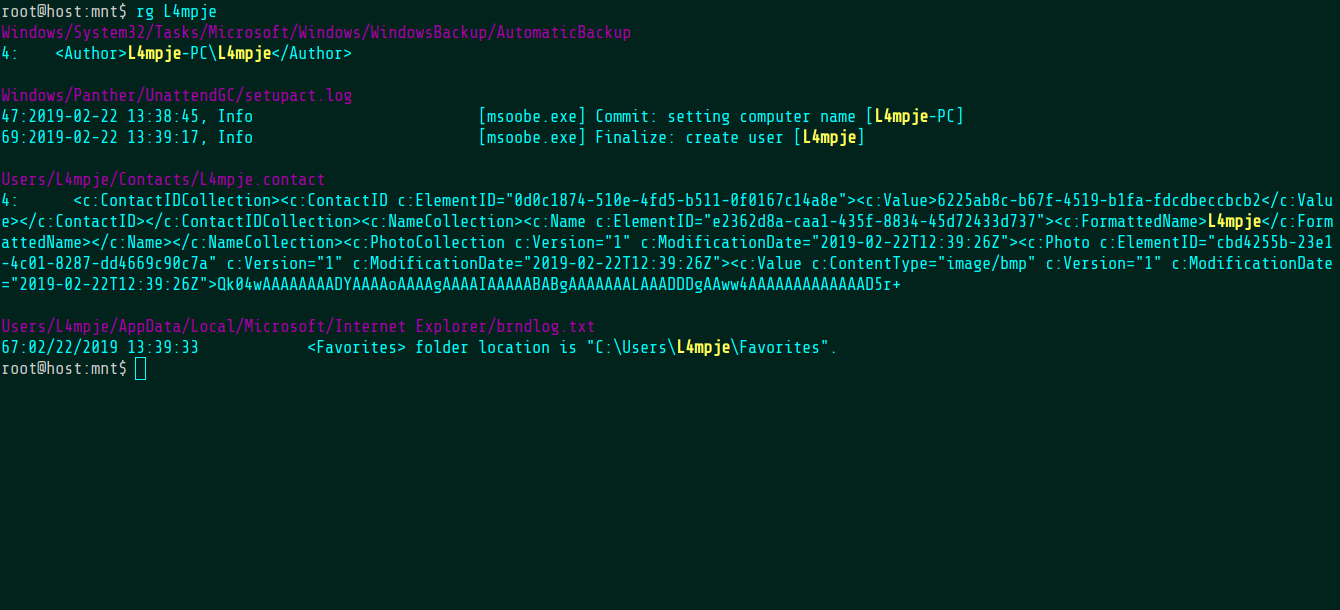 root@host:mnt$ rg L4mpje
Windows/System32/Tasks/Microsoft/Windows/WindowsBackup/AutomaticBackup
4:    <Author>L4mpje-PC\L4mpje</Author>
Windows/Panther/UnattendGC/setupact.log
47:2019-02-22 13:38:45, Info                         [msoobe.exe] Commit: setting computer name [L4mpje-PC]
69:2019-02-22 13:39:17, Info                         [msoobe.exe] Finalize: create user [L4mpje]
Users/L4mpje/Contacts/L4mpje.contact
4:      <c:ContactIDCollection><c:ContactID c:ElementID="0d0c1874-510e-4fd5-b511-0f0167c14a8e"><c:Value>6225ab8c-b67f-4519-b1fa-fdcdbeccbcb2</c:Valu
e></c:ContactID></c:ContactIDCollection><c:NameCollection><c:Name c:ElementID="e2362d8a-caa1-435f-8834-45d72433d737"><c:FormattedName>L4mpje</c:Form
attedName></c:Name></c:NameCollection><c:PhotoCollection c:Version="1" c:ModificationDate="2019-02-22T12:39:26Z"><c:Photo c:ElementID="cbd4255b-23e1
-4c01-8287-dd4669c90c7a" c:Version="1" c:ModificationDate="2019-02-22T12:39:26Z"><c:Value c:ContentType="image/bmp" c:Version="1" c:ModificationDate
="2019-02-22T12:39:26Z">Qk04wAAAAAAAADYAAAAoAAAAgAAAAIAAAAABABgAAAAAAALAAADDDgAAww4AAAAAAAAAAAAAD5r+
Users/L4mpje/AppData/Local/Microsoft/Internet Explorer/brndlog.txt
67:02/22/2019 13:39:33            <Favorites> folder location is "C:\Users\L4mpje\Favorites".
root@host:mnt$